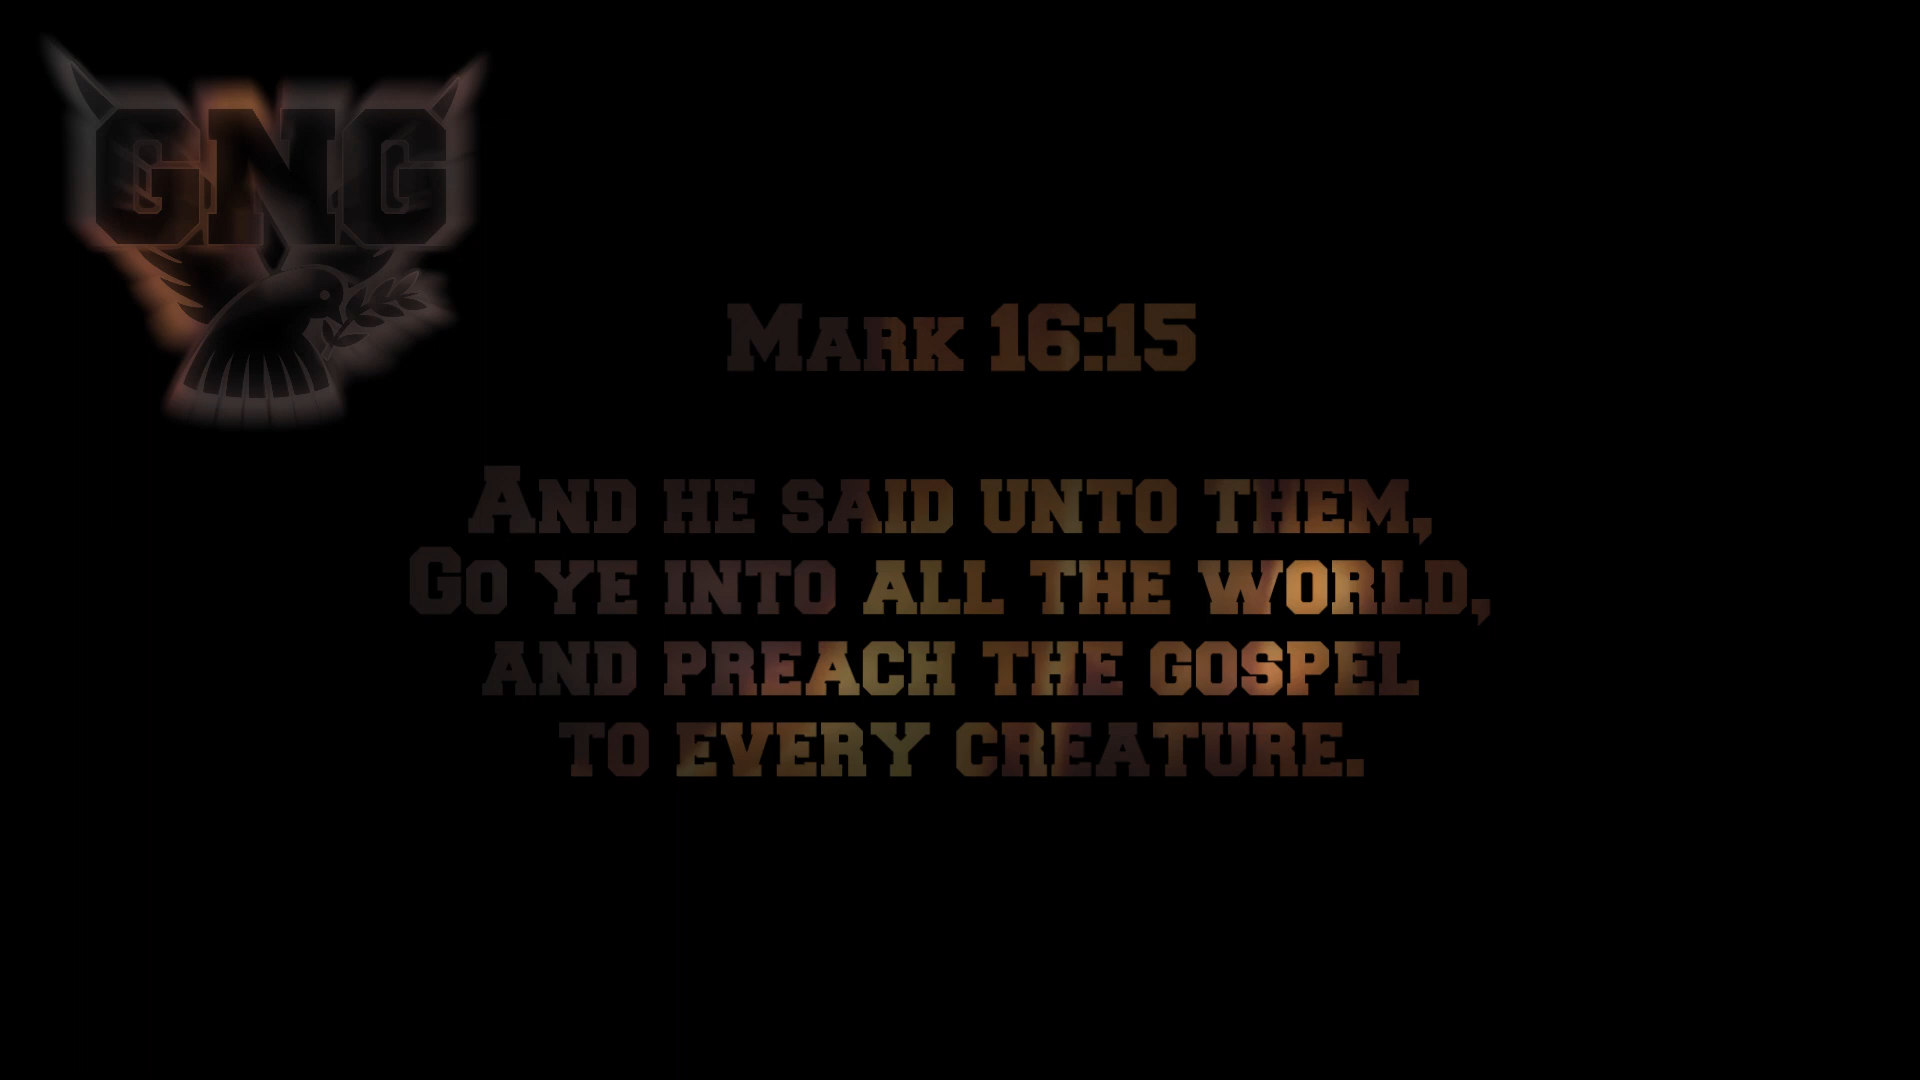 GNG
Mark 16:15
And he said unto them,
Go ye into all the world,
and preach the gospel
to every creature.